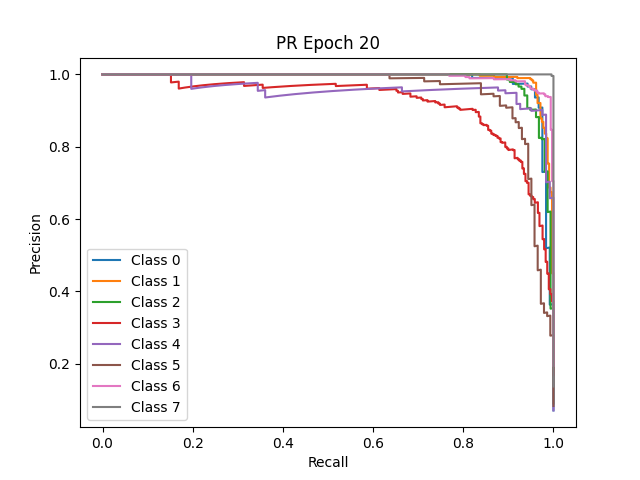 PR Epoch 20
Precision
1.0
0.8
0.6
0.4
0.2
Class 0
Class 1
Class 2
Class 3
Class 4
Class 5
Class 6
Class 7
0.0 0.2 0.4 0.6 0.8 1.0
Recall